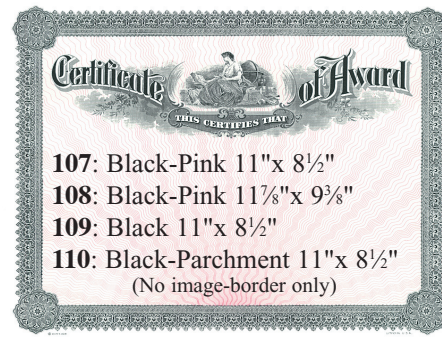 Certificate of Award
THIS CERTIFIES THAT
107: Black-Pink 11"x 8½"
108: Black-Pink 11⅞"x 9⅜"
109: Black 11"x 8½"
110: Black-Parchment 11"x 8½"
(No image-border only)